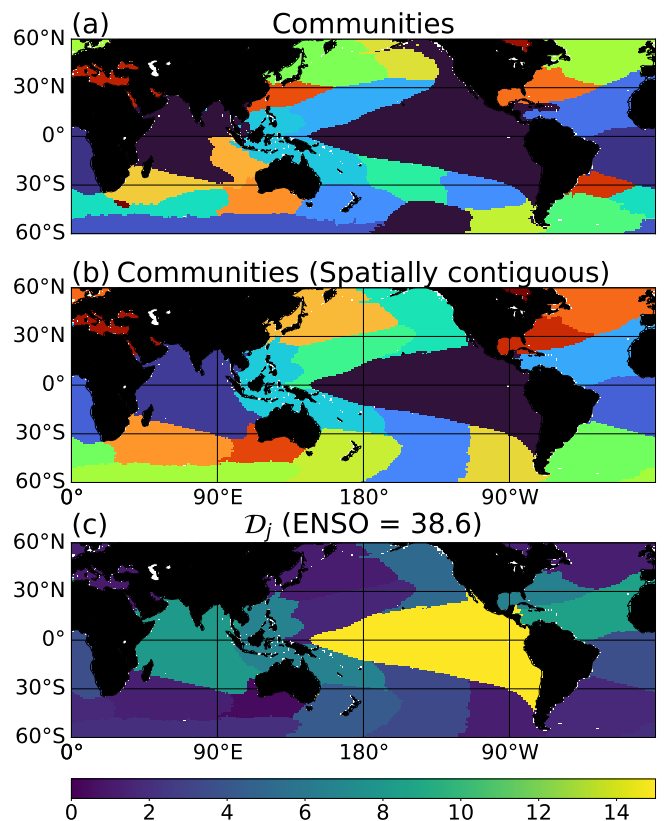 (a) Communities
60°N
30°N
0°
30°S
60°S
(b) Communities (Spatially contiguous)
60°N
30°N
0°
30°S
60°S
0° 90°E 180° 90°W
(c) 𝒟j (ENSO = 38.6)
60°N
30°N
0°
30°S
60°S
0° 90°E 180° 90°W
0 2 4 6 8 10 12 14